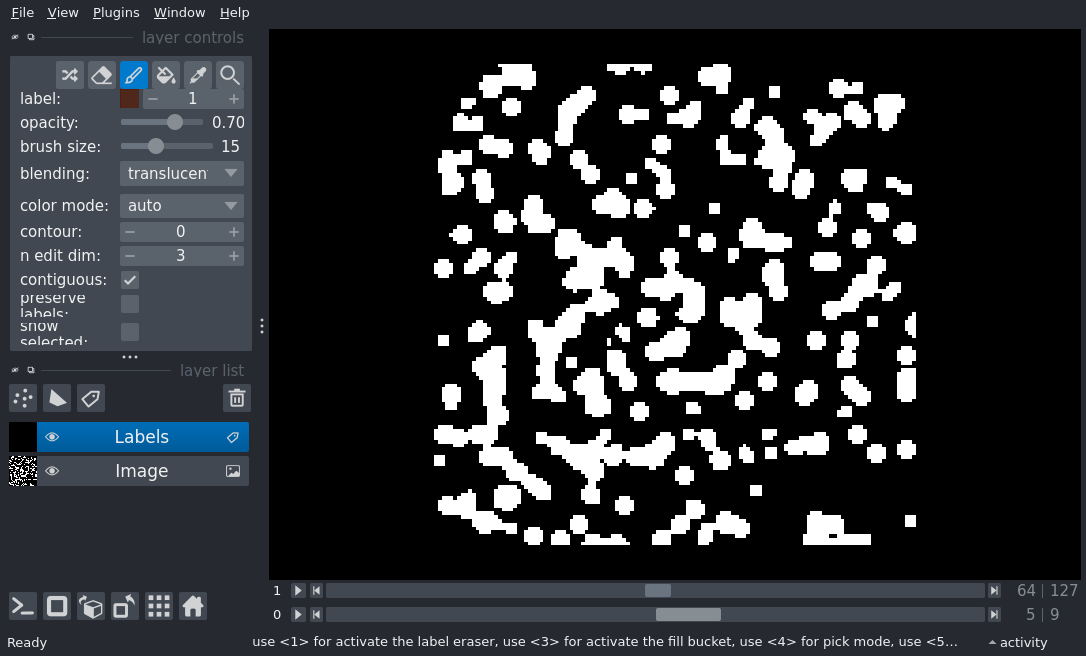 File View Plugins Window Help
layer controls
label: 1
opacity: 0.70
brush size: 15
blending: translucen
color mode: auto
contour: 0
n edit dim: 3
contiguous:
preserve
labels:
show
selected:
layer list
Labels
Image
1 64 127
0 5 9
Ready use <1> for activate the label eraser, use <3> for activate the fill bucket, use <4> for pick mode, use <5... activity